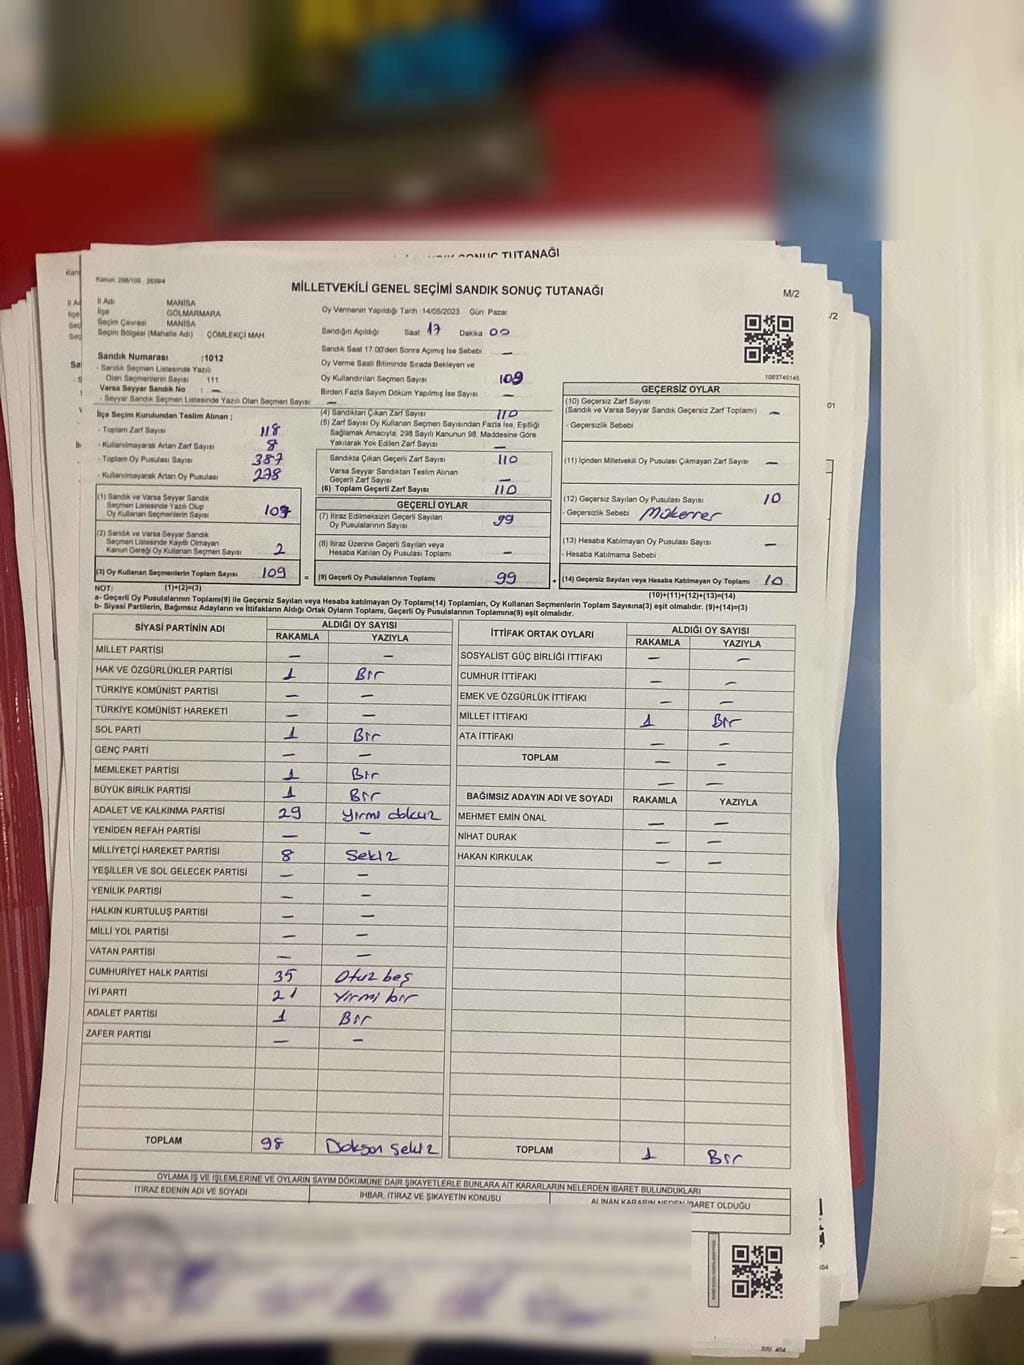 SONUÇ TUTANAĞI
Kanun: 298/105 , 2839/4
MİLLETVEKİLİ GENEL SEÇİMİ SANDIK SONUÇ TUTANAĞI
M/2
İl Adı MANİSA
İlçe GÖLMARMARA
Seçim Çevresi MANİSA
Seçim Bölgesi (Mahalle Adı) ÇÖMLEKÇİ MAH
Oy Vermenin Yapıldığı Tarih 14/05/2023 Gün Pazar
Sandığın Açıldığı Saat 17 Dakika 00
Sandık Saat 17:00'den Sonra Açımış İse Sebebi —
Oy Verme Saati Bitiminde Sırada Bekleyen ve
Oy Kullandırılan Seçmen Sayısı 109
Birden Fazla Sayım Döküm Yapılmış İse Sayısı —
Sandık Numarası :1012
- Sandık Seçmen Listesinde Yazılı
Olan Seçmenlerin Sayısı : 111
Varsa Seyyar Sandık No : —
- Seyyar Sandık Seçmen Listesinde Yazılı Olan Seçmen Sayısı —
1083740145
İlçe Seçim Kurulundan Teslim Alınan ;
- Toplam Zarf Sayısı 118
- Kullanılmayarak Artan Zarf Sayısı 8
- Toplam Oy Pusulası Sayısı 387
- Kullanılmayarak Artan Oy Pusulası 278
(1) Sandık ve Varsa Seyyar Sandık
Seçmen Listesinde Yazılı Olup
Oy Kullanan Seçmenlerin Sayısı 107
(2) Sandık ve Varsa Seyyar Sandık
Seçmen Listesinde Kayıtlı Olmayan
Kanun Gereği Oy Kullanan Seçmen Sayısı 2
(3) Oy Kullanan Seçmenlerin Toplam Sayısı 109
(1)+(2)=(3)
(4) Sandıktan Çıkan Zarf Sayısı 110
(5) Zarf Sayısı Oy Kullanan Seçmen Sayısından Fazla İse, Eşitliği
Sağlamak Amacıyla, 298 Sayılı Kanunun 98. Maddesine Göre
Yakılarak Yok Edilen Zarf Sayısı —
Sandıkta Çıkan Geçerli Zarf Sayısı 110
Varsa Seyyar Sandıktan Teslim Alınan
Geçerli Zarf Sayısı —
(6) Toplam Geçerli Zarf Sayısı 110
GEÇERLİ OYLAR
(7) İtiraz Edilmeksizin Geçerli Sayılan
Oy Pusulalarının Sayısı 99
(8) İtiraz Üzerine Geçerli Sayılan veya
Hesaba Katılan Oy Pusulası Toplamı —
= (9) Geçerli Oy Pusulalarının Toplamı 99
GEÇERSİZ OYLAR
(10) Geçersiz Zarf Sayısı
(Sandık ve Varsa Seyyar Sandık Geçersiz Zarf Toplamı) —
- Geçersizlik Sebebi
(11) İçinden Milletvekili Oy Pusulası Çıkmayan Zarf Sayısı —
(12) Geçersiz Sayılan Oy Pusulası Sayısı 10
- Geçersizlik Sebebi Mükerrer
(13) Hesaba Katılmayan Oy Pusulası Sayısı —
- Hesaba Katılmama Sebebi
+ (14) Geçersiz Sayılan veya Hesaba Katılmayan Oy Toplamı 10
(10)+(11)+(12)+(13)=(14)
NOT:
a- Geçerli Oy Pusulalarının Toplamı(9) ile Geçersiz Sayılan veya Hesaba katılmayan Oy Toplamı(14) Toplamları, Oy Kullanan Seçmenlerin Toplam Sayısına(3) eşit olmalıdır. (9)+(14)=(3)
b- Siyasi Partilerin, Bağımsız Adayların ve İttifakların Aldığı Ortak Oyların Toplamı, Geçerli Oy Pusulalarının Toplamına(9) eşit olmalıdır.
SİYASİ PARTİNİN ADI ALDIĞI OY SAYISI
RAKAMLA YAZIYLA
MİLLET PARTİSİ — —
HAK VE ÖZGÜRLÜKLER PARTİSİ 1 Bir
TÜRKİYE KOMÜNİST PARTİSİ — —
TÜRKİYE KOMÜNİST HAREKETİ — —
SOL PARTİ 1 Bir
GENÇ PARTİ — —
MEMLEKET PARTİSİ 1 Bir
BÜYÜK BİRLİK PARTİSİ 1 Bir
ADALET VE KALKINMA PARTİSİ 29 yirmi dokuz
YENİDEN REFAH PARTİSİ — —
MİLLİYETÇİ HAREKET PARTİSİ 8 Sekiz
YEŞİLLER VE SOL GELECEK PARTİSİ — —
YENİLİK PARTİSİ — —
HALKIN KURTULUŞ PARTİSİ — —
MİLLİ YOL PARTİSİ — —
VATAN PARTİSİ — —
CUMHURİYET HALK PARTİSİ 35 Otuz beş
İYİ PARTİ 21 Yirmi bir
ADALET PARTİSİ 1 Bir
ZAFER PARTİSİ — —
TOPLAM 98 Doksan Sekiz
İTTİFAK ORTAK OYLARI ALDIĞI OY SAYISI
RAKAMLA YAZIYLA
SOSYALİST GÜÇ BİRLİĞİ İTTİFAKI — —
CUMHUR İTTİFAKI — —
EMEK VE ÖZGÜRLÜK İTTİFAKI — —
MİLLET İTTİFAKI 1 Bir
ATA İTTİFAKI — —
TOPLAM — —
— —
BAĞIMSIZ ADAYIN ADI VE SOYADI RAKAMLA YAZIYLA
MEHMET EMİN ÖNAL — —
NİHAT DURAK — —
HAKAN KIRKULAK — —
TOPLAM 1 Bir
OYLAMA İŞ VE İŞLEMLERİNE VE OYLARIN SAYIM DÖKÜMÜNE DAİR ŞİKAYETLERLE BUNLARA AİT KARARLARIN NELERDEN İBARET BULUNDUKLARI
İTİRAZ EDENİN ADI VE SOYADI İHBAR, İTİRAZ VE ŞİKAYETİN KONUSU ALINAN KARARIN NEDEN İBARET OLDUĞU